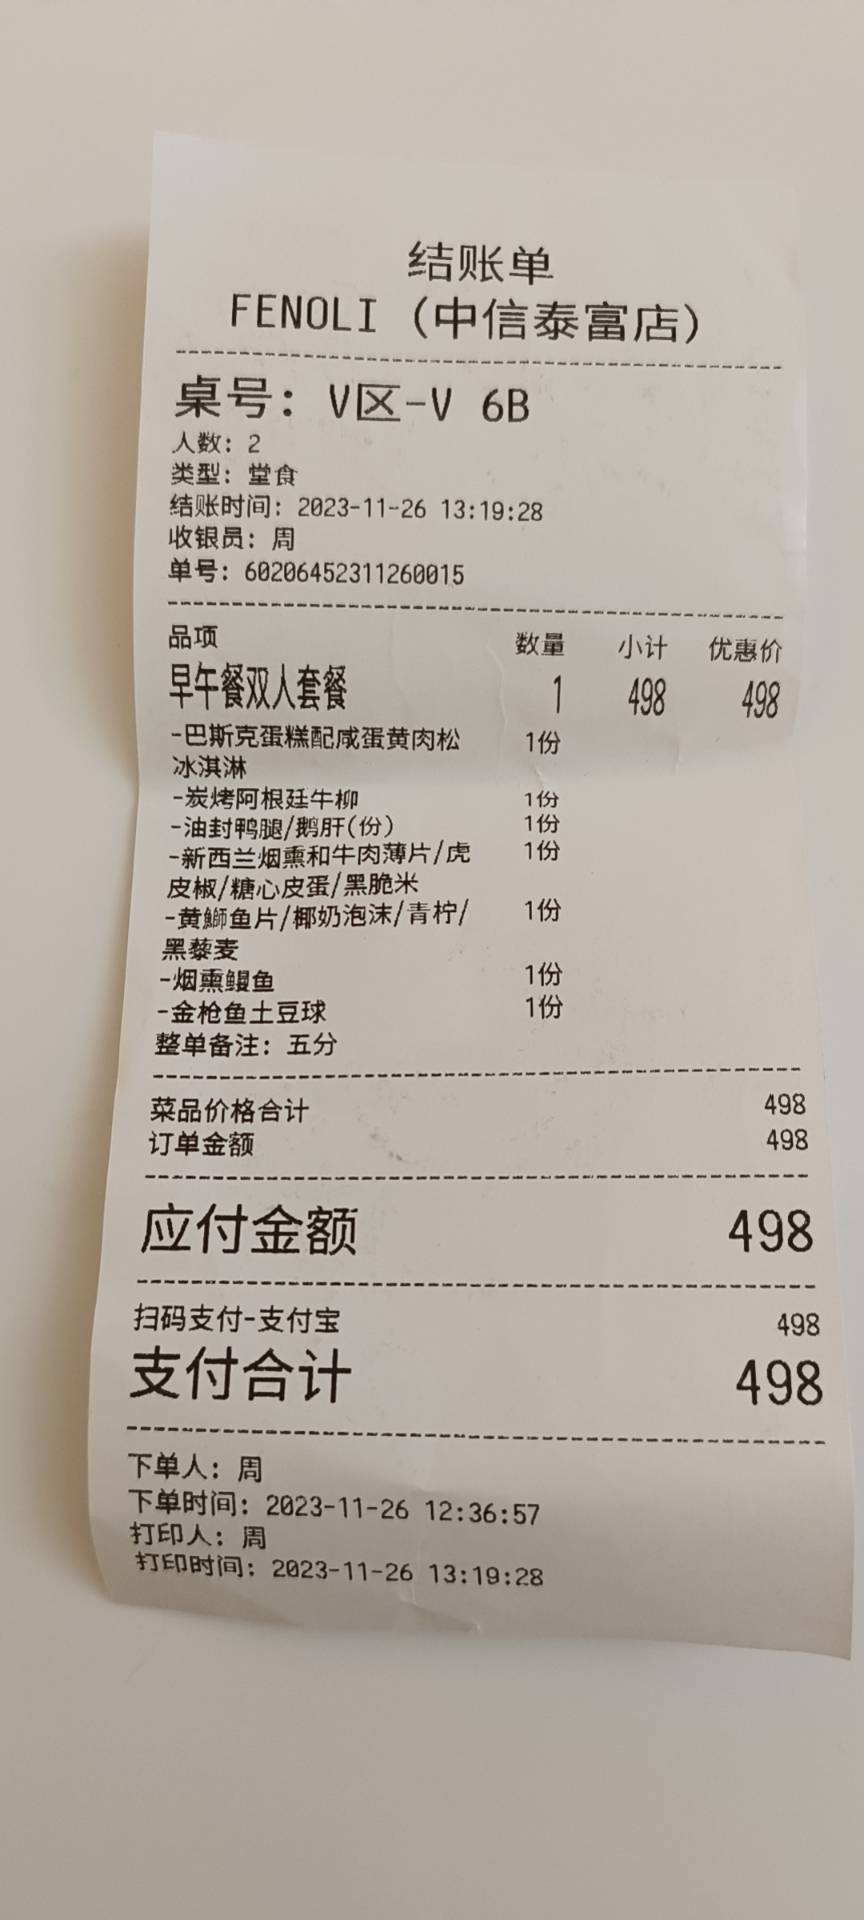 结账单
FENOLI (中信泰富店)
桌号: V区-V 6B
人数: 2
类型: 堂食
结账时间: 2023-11-26 13:19:28
收银员: 周
单号: 602064523112600​15
品项 数量 小计 优惠价
早午餐双人套餐 1 498 498
-巴斯克蛋糕配咸蛋黄肉松 1份
冰淇淋
-炭烤阿根廷牛柳 1份
-油封鸭腿/鹅肝(份) 1份
-新西兰烟熏和牛肉薄片/虎 1份
皮椒/糖心皮蛋/黑脆米
-黄鰤鱼片/椰奶泡沫/青柠/ 1份
黑藜麦
-烟熏鳗鱼 1份
-金枪鱼土豆球 1份
整单备注: 五分
菜品价格合计 498
订单金额 498
应付金额 498
扫码支付-支付宝 498
支付合计 498
下单人: 周
下单时间: 2023-11-26 12:36:57
打印人: 周
打印时间: 2023-11-26 13:19:28